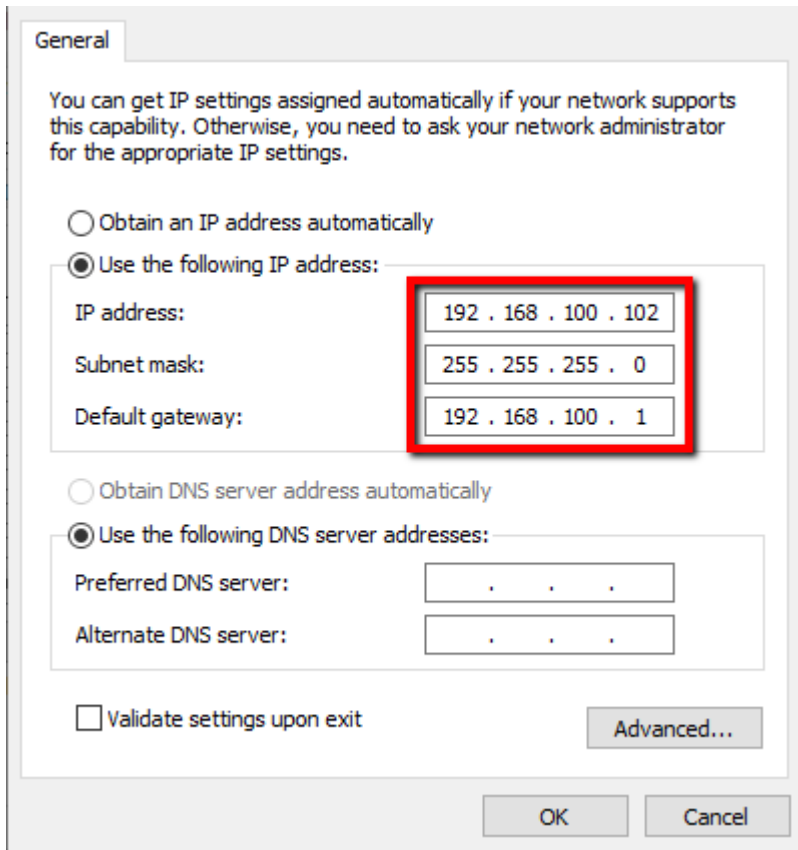 General
You can get IP settings assigned automatically if your network supports
this capability. Otherwise, you need to ask your network administrator
for the appropriate IP settings.
Obtain an IP address automatically
Use the following IP address:
IP address: 192 . 168 . 100 . 102
Subnet mask: 255 . 255 . 255 . 0
Default gateway: 192 . 168 . 100 . 1
Obtain DNS server address automatically
Use the following DNS server addresses:
Preferred DNS server: . . .
Alternate DNS server: . . .
Validate settings upon exit
Advanced...
OK Cancel